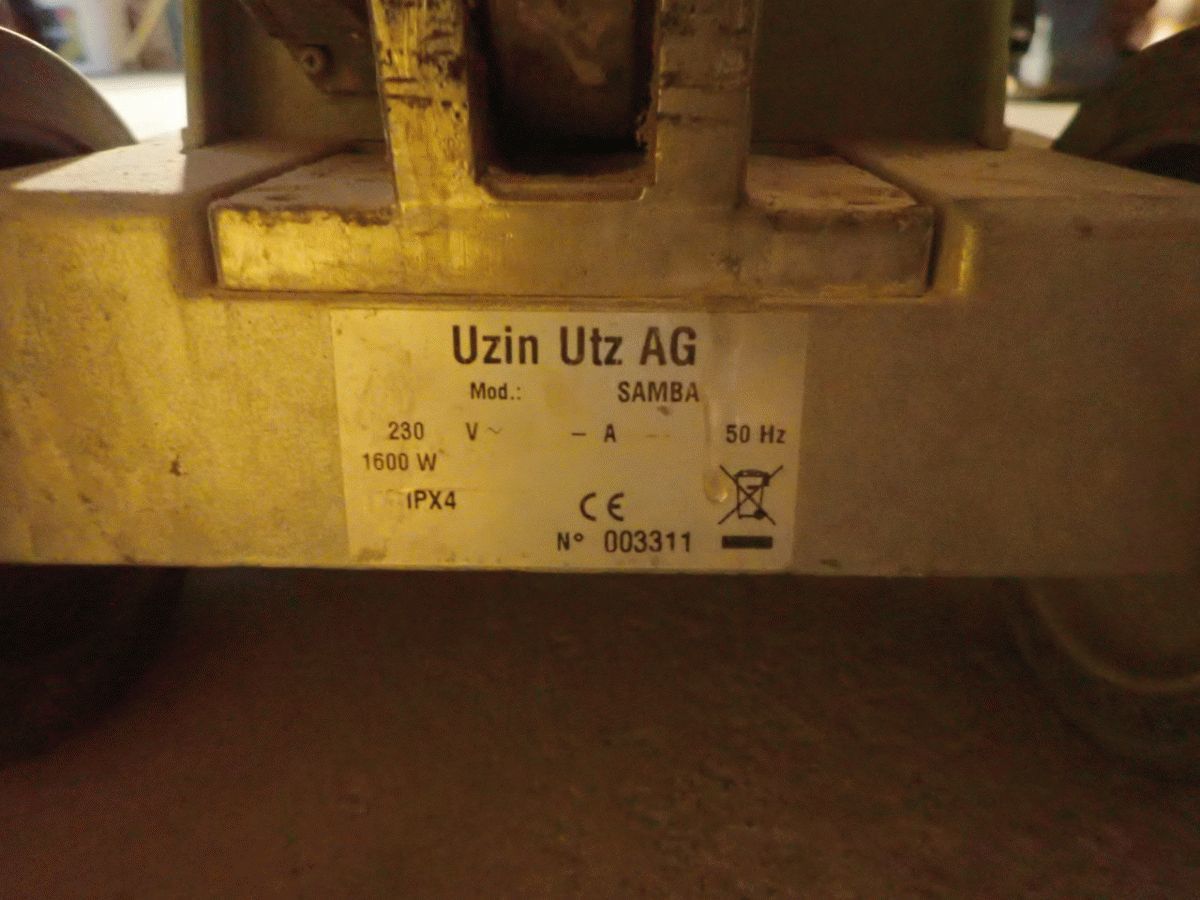 Uzin Utz AG
Mod.: SAMBA
230 V ~ – A 50 Hz
1600 W
IPX4 CE
N° 003311